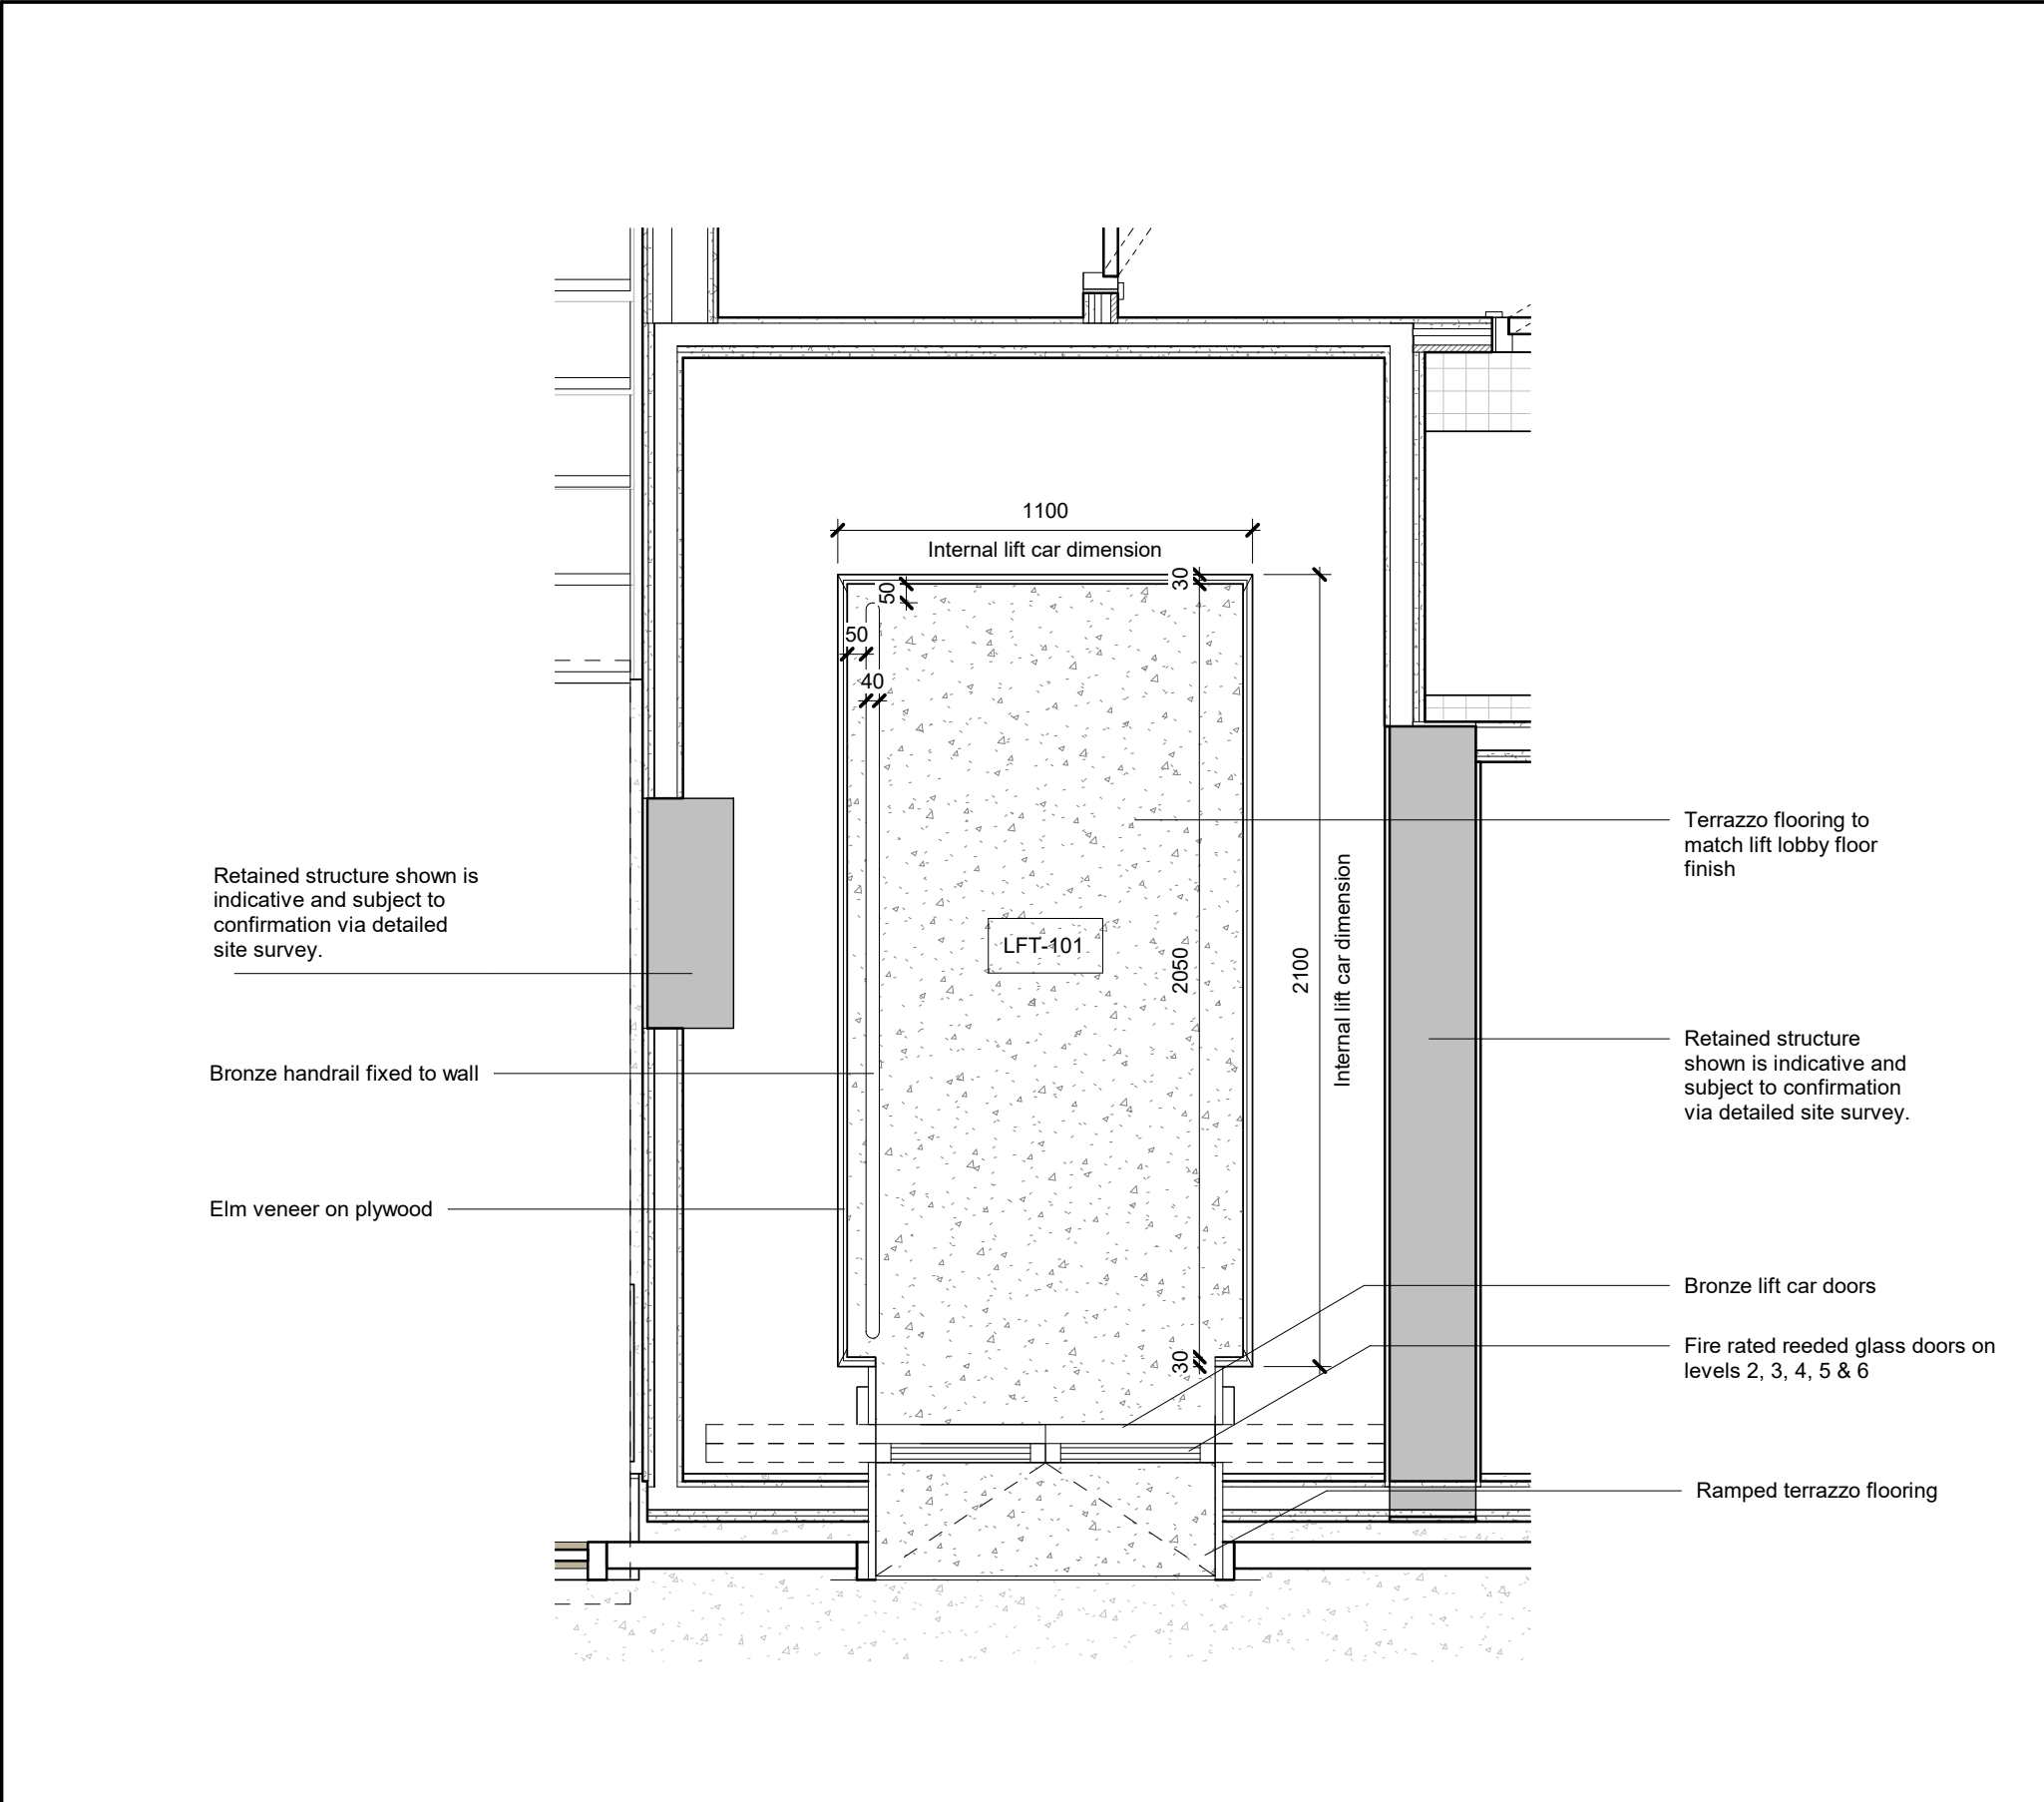 1100
Internal lift car dimension
50
30
50
40
Terrazzo flooring to
match lift lobby floor
finish
Retained structure shown is
indicative and subject to
confirmation via detailed
site survey.
LFT-101
2050
2100
Internal lift car dimension
Retained structure
shown is indicative and
subject to confirmation
via detailed site survey.
Bronze handrail fixed to wall
Elm veneer on plywood
Bronze lift car doors
30
Fire rated reeded glass doors on
levels 2, 3, 4, 5 & 6
Ramped terrazzo flooring